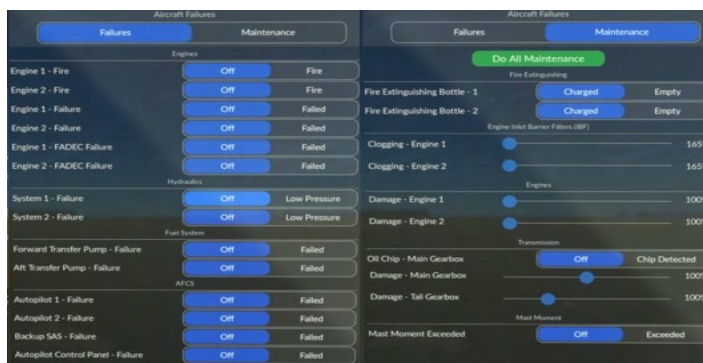 Aircraft Failures
Failures Maintenance
Engines
Engine 1 - Fire Off Fire
Engine 2 - Fire Off Fire
Engine 1 - Failure Off Failed
Engine 2 - Failure Off Failed
Engine 1 - FADEC Failure Off Failed
Engine 2 - FADEC Failure Off Failed
Hydraulics
System 1 - Failure Off Low Pressure
System 2 - Failure Off Low Pressure
Fuel System
Forward Transfer Pump - Failure Off Failed
Aft Transfer Pump - Failure Off Failed
AFCS
Autopilot 1 - Failure Off Failed
Autopilot 2 - Failure Off Failed
Backup SAS - Failure Off Failed
Autopilot Control Panel - Failure Off Failed
Aircraft Failures
Failures Maintenance
Do All Maintenance
Fire Extinguishing
Fire Extinguishing Bottle - 1 Charged Empty
Fire Extinguishing Bottle - 2 Charged Empty
Engine Inlet Barrier Filters (IBF)
Clogging - Engine 1 165
Clogging - Engine 2 165
Engines
Damage - Engine 1 100
Damage - Engine 2 100
Transmission
Oil Chip - Main Gearbox Off Chip Detected
Damage - Main Gearbox 100
Damage - Tail Gearbox 100
Mast Moment
Mast Moment Exceeded Off Exceeded